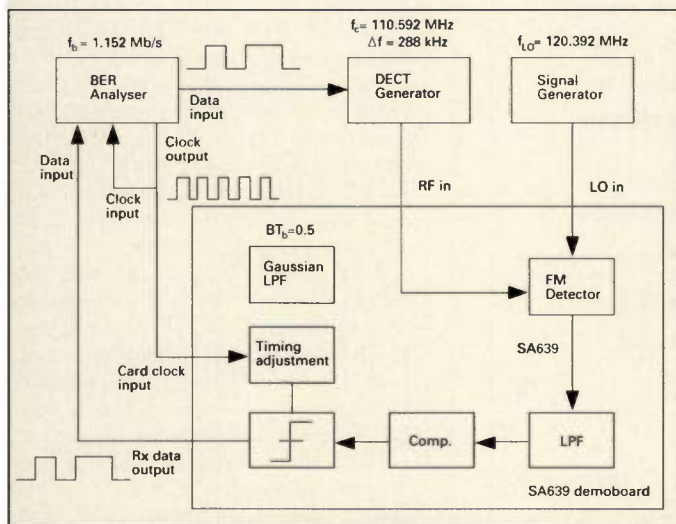 f_b = 1.152 Mb/s
f_c = 110.592 MHz
Δf = 288 kHz
f_LO = 120.392 MHz
BER
Analyser
Data
input
DECT
Generator
Signal
Generator
Data
input
Clock
output
Clock
input
RF in
LO in
BT_b=0.5
Gaussian
LPF
FM
Detector
Timing
adjustment
SA639
Card clock
input
Comp.
LPF
Rx data
output
SA639 demoboard